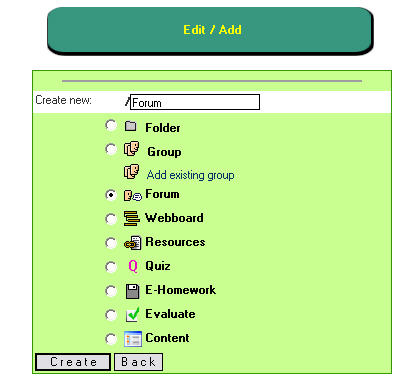 Edit / Add
Create new: /Forum
Folder
Group
Add existing group
Forum
Webboard
Resources
Q Quiz
E-Homework
Evaluate
Content
Create Back